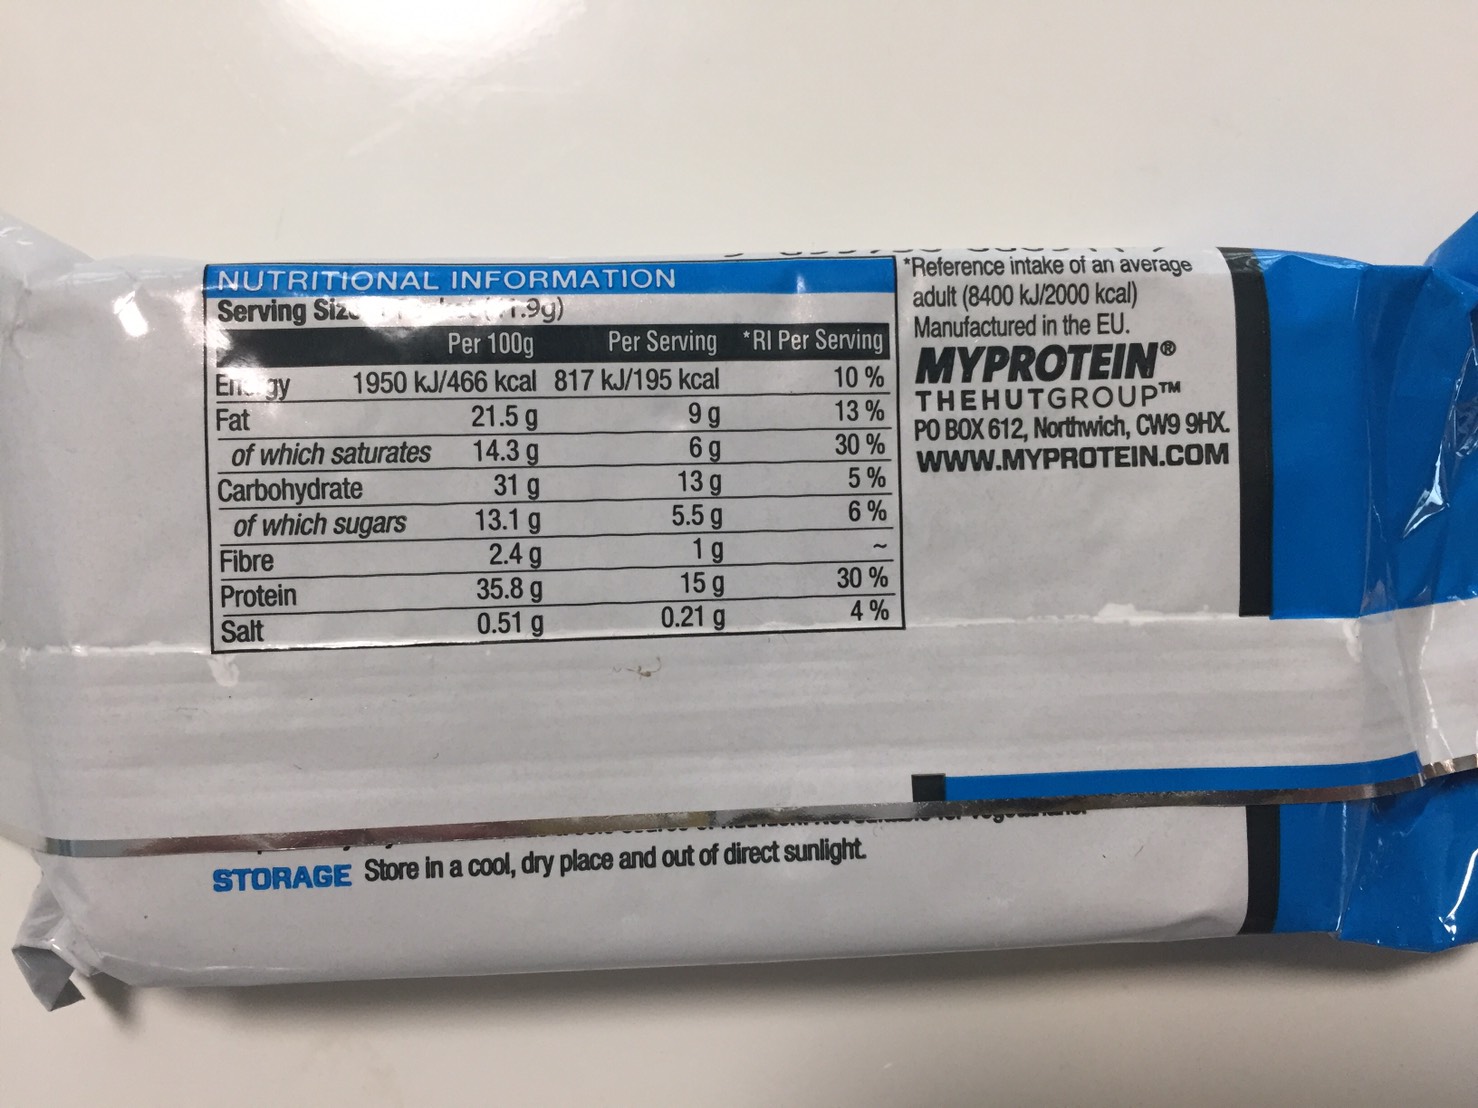 NUTRITIONAL INFORMATION
Serving
Per 100g Per Serving *RI Per Serving
Energy 1950 kJ/466 kcal 817 kJ/195 kcal 10 %
Fat 21.5 g 9 g 13 %
of which saturates 14.3 g 6 g 30 %
Carbohydrate 31 g 13 g 5 %
of which sugars 13.1 g 5.5 g 6 %
Fibre 2.4 g 1 g ~
Protein 35.8 g 15 g 30 %
Salt 0.51 g 0.21 g 4 %
*Reference intake of an average
adult (8400 kJ/2000 kcal)
Manufactured in the EU.
MYPROTEIN®
THEHUTGROUP™
PO BOX 612, Northwich, CW9 9HX.
WWW.MYPROTEIN.COM
STORAGE Store in a cool, dry place and out of direct sunlight.